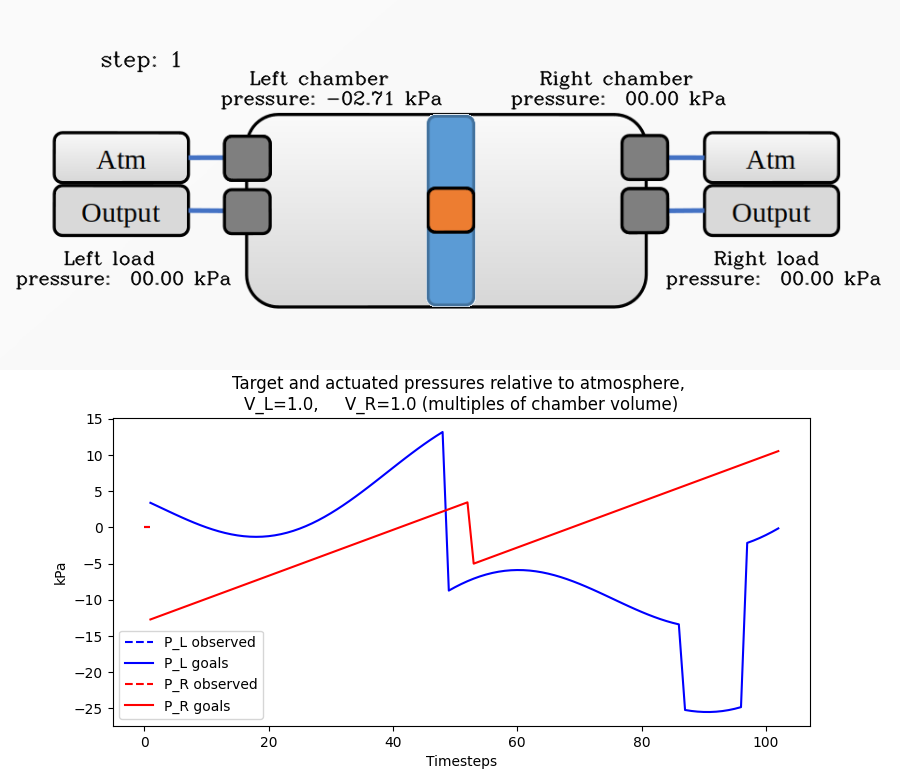 step: 1
Left chamber
pressure: -02.71 kPa
Right chamber
pressure: 00.00 kPa
Atm
Output
Atm
Output
Left load
pressure: 00.00 kPa
Right load
pressure: 00.00 kPa
Target and actuated pressures relative to atmosphere,
V_L=1.0, V_R=1.0 (multiples of chamber volume)
15
10
5
0
−5
−10
−15
−20
−25
kPa
P_L observed
P_L goals
P_R observed
P_R goals
0 20 40 60 80 100
Timesteps